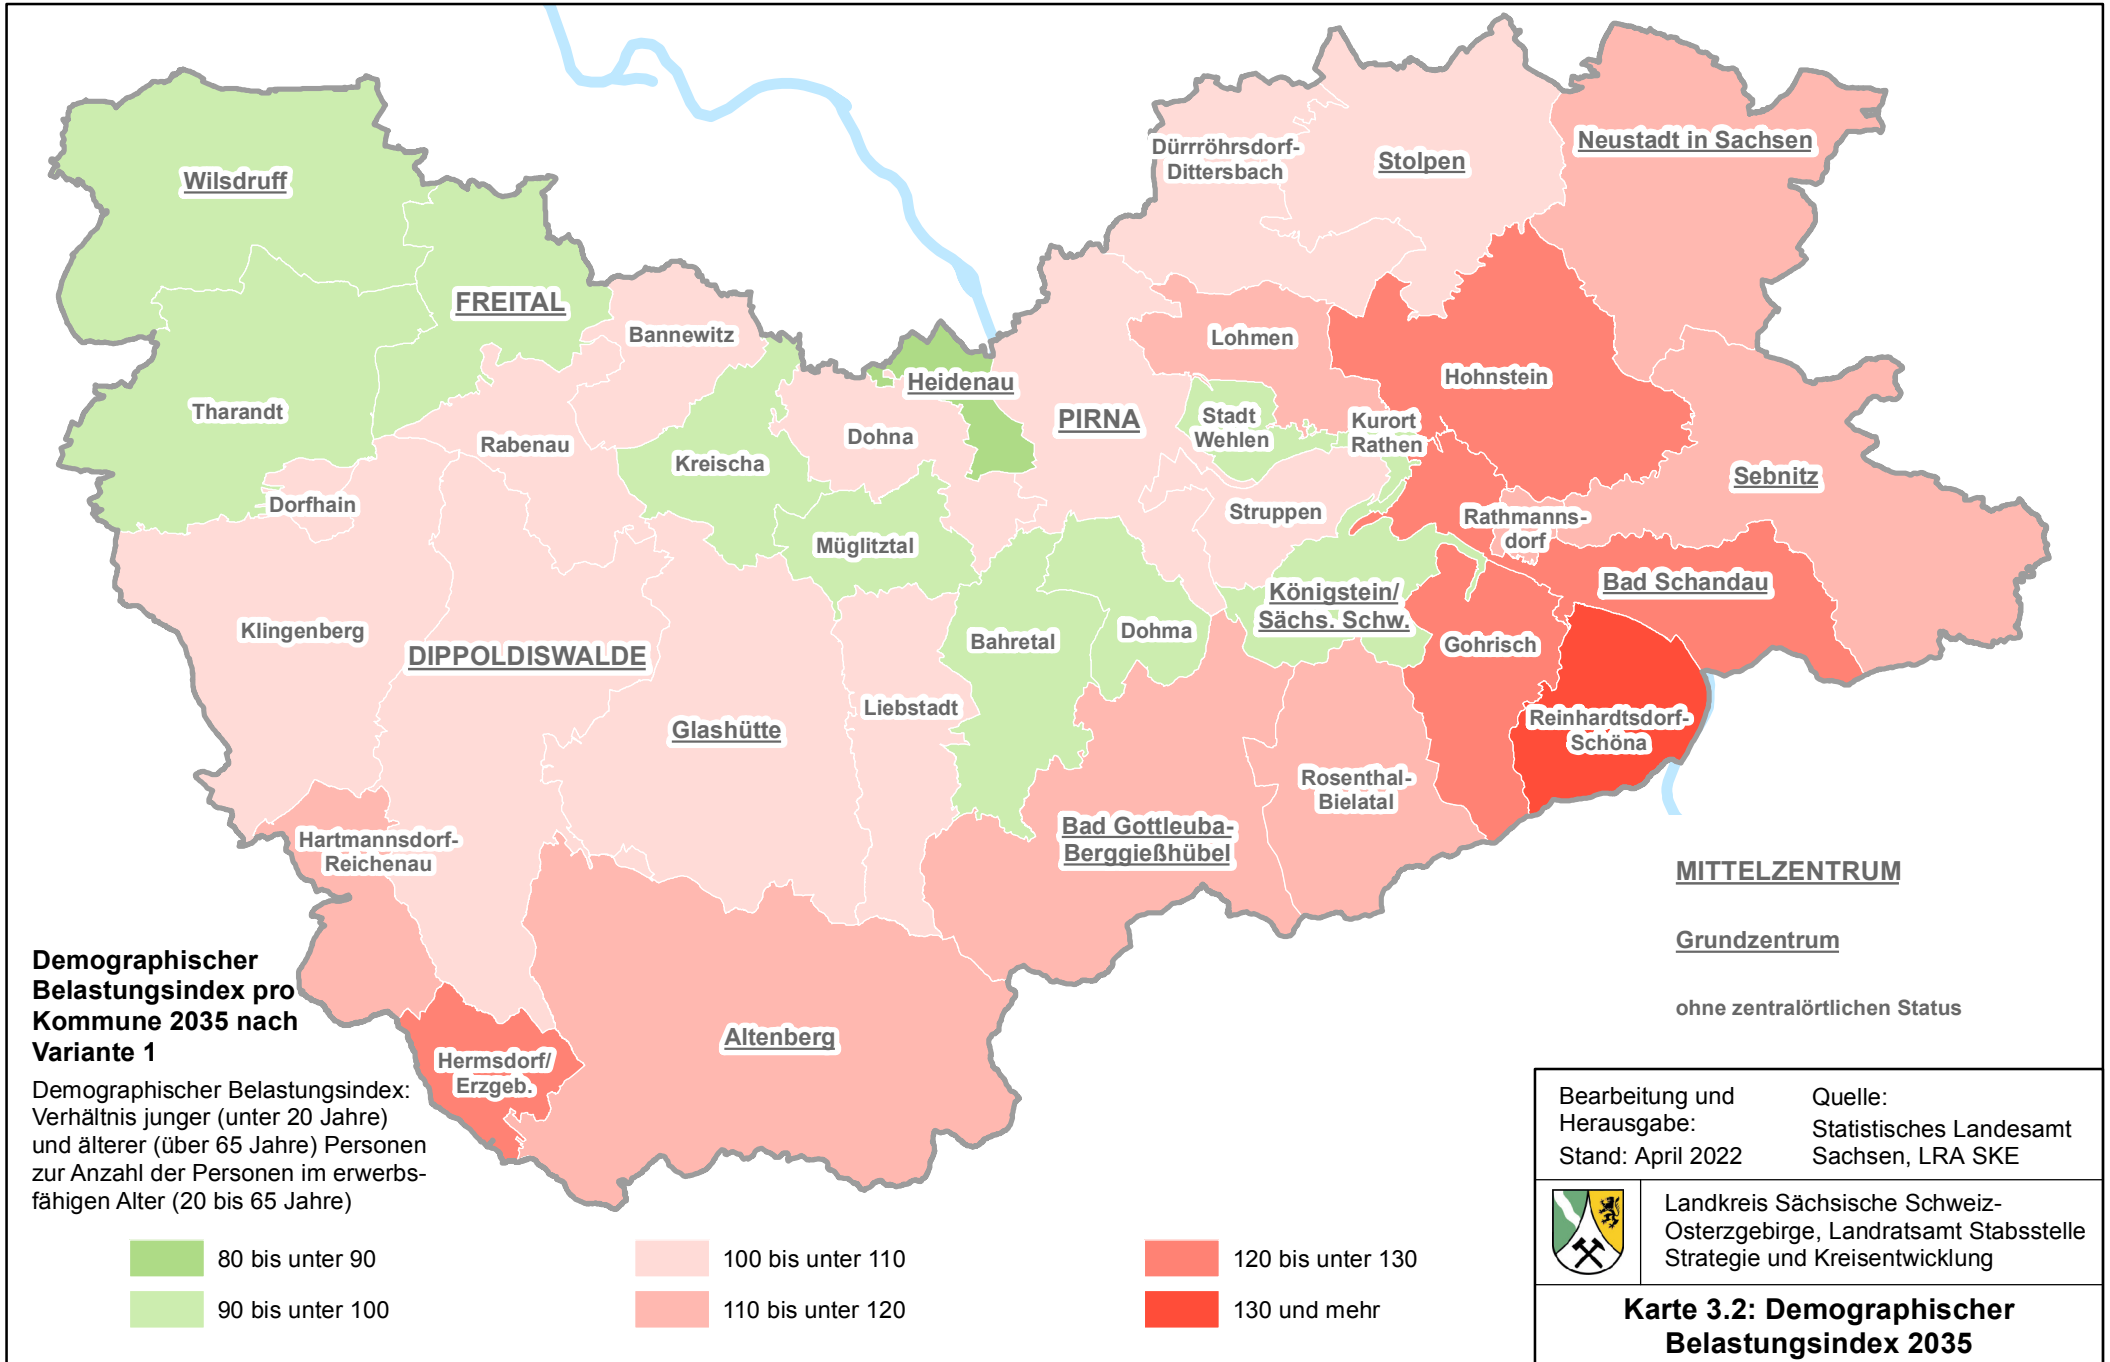 Wilsdruff
Dürrröhrsdorf-
Dittersbach
Stolpen
Neustadt in Sachsen
FREITAL
Bannewitz
Lohmen
Hohnstein
Heidenau
Tharandt
Rabenau
Kreischa
Dohna
PIRNA
Stadt
Wehlen
Kurort
Rathen
Sebnitz
Dorfhain
Müglitztal
Struppen
Rathmanns-
dorf
Bad Schandau
Klingenberg
DIPPOLDISWALDE
Bahretal
Dohma
Königstein/
Sächs. Schw.
Gohrisch
Glashütte
Liebstadt
Reinhardtsdorf-
Schöna
Rosenthal-
Bielatal
Hartmannsdorf-
Reichenau
Bad Gottleuba-
Berggießhübel
Altenberg
Hermsdorf/
Erzgeb.
MITTELZENTRUM
Grundzentrum
ohne zentralörtlichen Status
Demographischer
Belastungsindex pro
Kommune 2035 nach
Variante 1
Demographischer Belastungsindex:
Verhältnis junger (unter 20 Jahre)
und älterer (über 65 Jahre) Personen
zur Anzahl der Personen im erwerbs-
fähigen Alter (20 bis 65 Jahre)
80 bis unter 90
90 bis unter 100
100 bis unter 110
110 bis unter 120
120 bis unter 130
130 und mehr
Bearbeitung und
Herausgabe:
Stand: April 2022
Quelle:
Statistisches Landesamt
Sachsen, LRA SKE
Landkreis Sächsische Schweiz-
Osterzgebirge, Landratsamt Stabsstelle
Strategie und Kreisentwicklung
Karte 3.2: Demographischer
Belastungsindex 2035